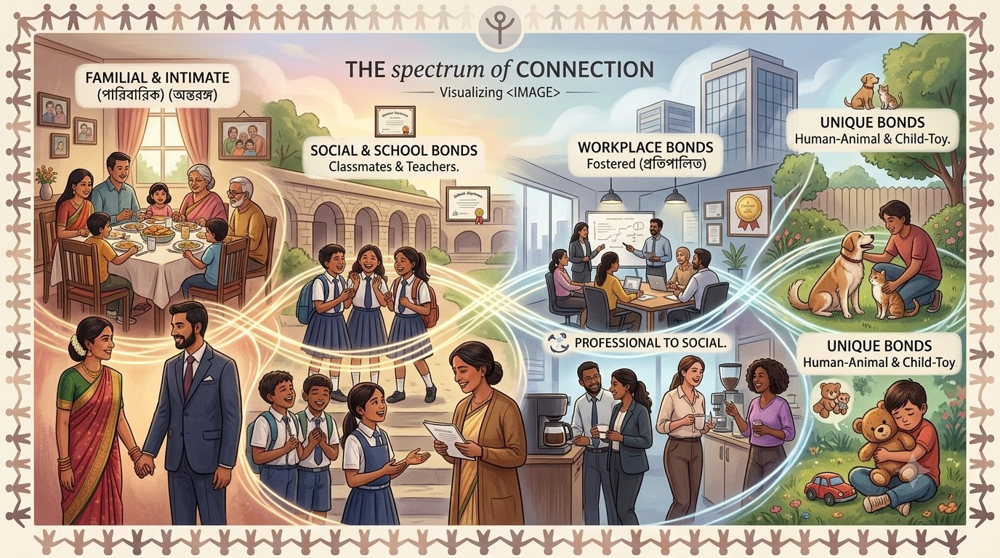 THE spectrum of CONNECTION
Visualizing <IMAGE>
FAMILIAL & INTIMATE
(পারিবারিক) (অন্তরঙ্গ)
SOCIAL & SCHOOL BONDS
Classmates & Teachers.
WORKPLACE BONDS
Fostered (প্রতিপালিত)
UNIQUE BONDS
Human-Animal & Child-Toy.
PROFESSIONAL TO SOCIAL.
UNIQUE BONDS
Human-Animal & Child-Toy